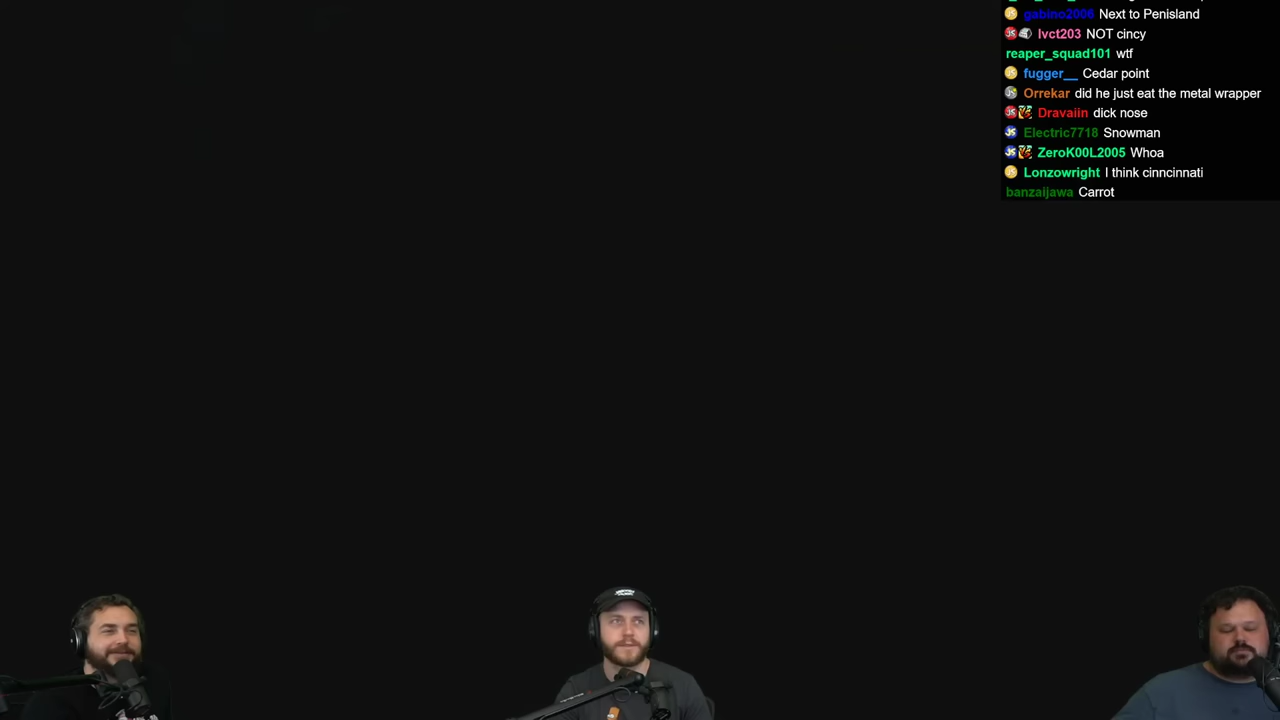 gabino2006 Next to Penisland
lvct203 NOT cincy
reaper_squad101 wtf
fugger__ Cedar point
Orrekar did he just eat the metal wrapper
Dravaiin dick nose
Electric7718 Snowman
ZeroK00L2005 Whoa
Lonzowright I think cinncinnati
banzaijawa Carrot